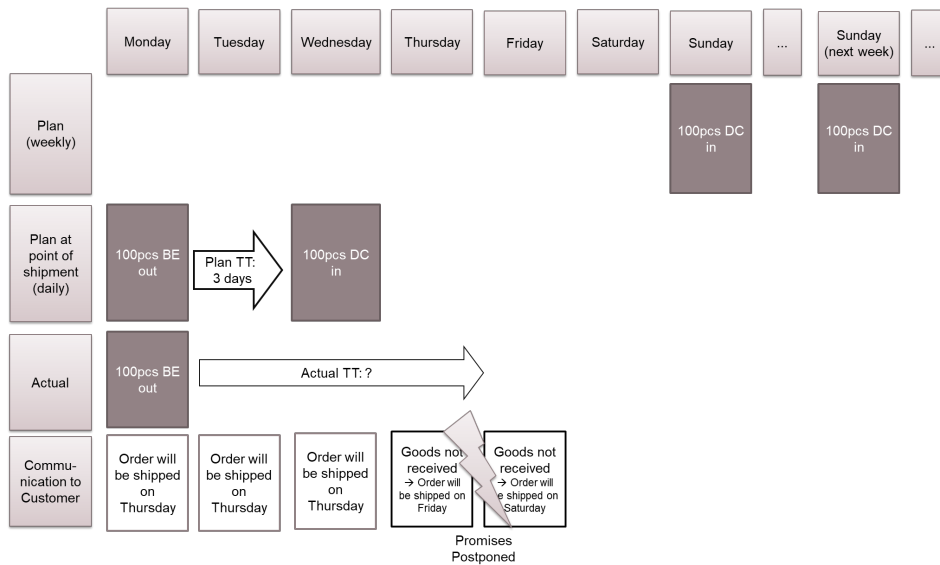 Monday
Tuesday
Wednesday
Thursday
Friday
Saturday
Sunday
...
Sunday
(next week)
...
Plan
(weekly)
100pcs DC
in
100pcs DC
in
Plan at
point of
shipment
(daily)
100pcs BE
out
Plan TT:
3 days
100pcs DC
in
Actual
100pcs BE
out
Actual TT: ?
Commu-
nication to
Customer
Order will
be shipped
on
Thursday
Order will
be shipped
on
Thursday
Order will
be shipped
on
Thursday
Goods not
received
→ Order will
be shipped on
Friday
Goods not
received
→ Order will
be shipped on
Saturday
Promises
Postponed